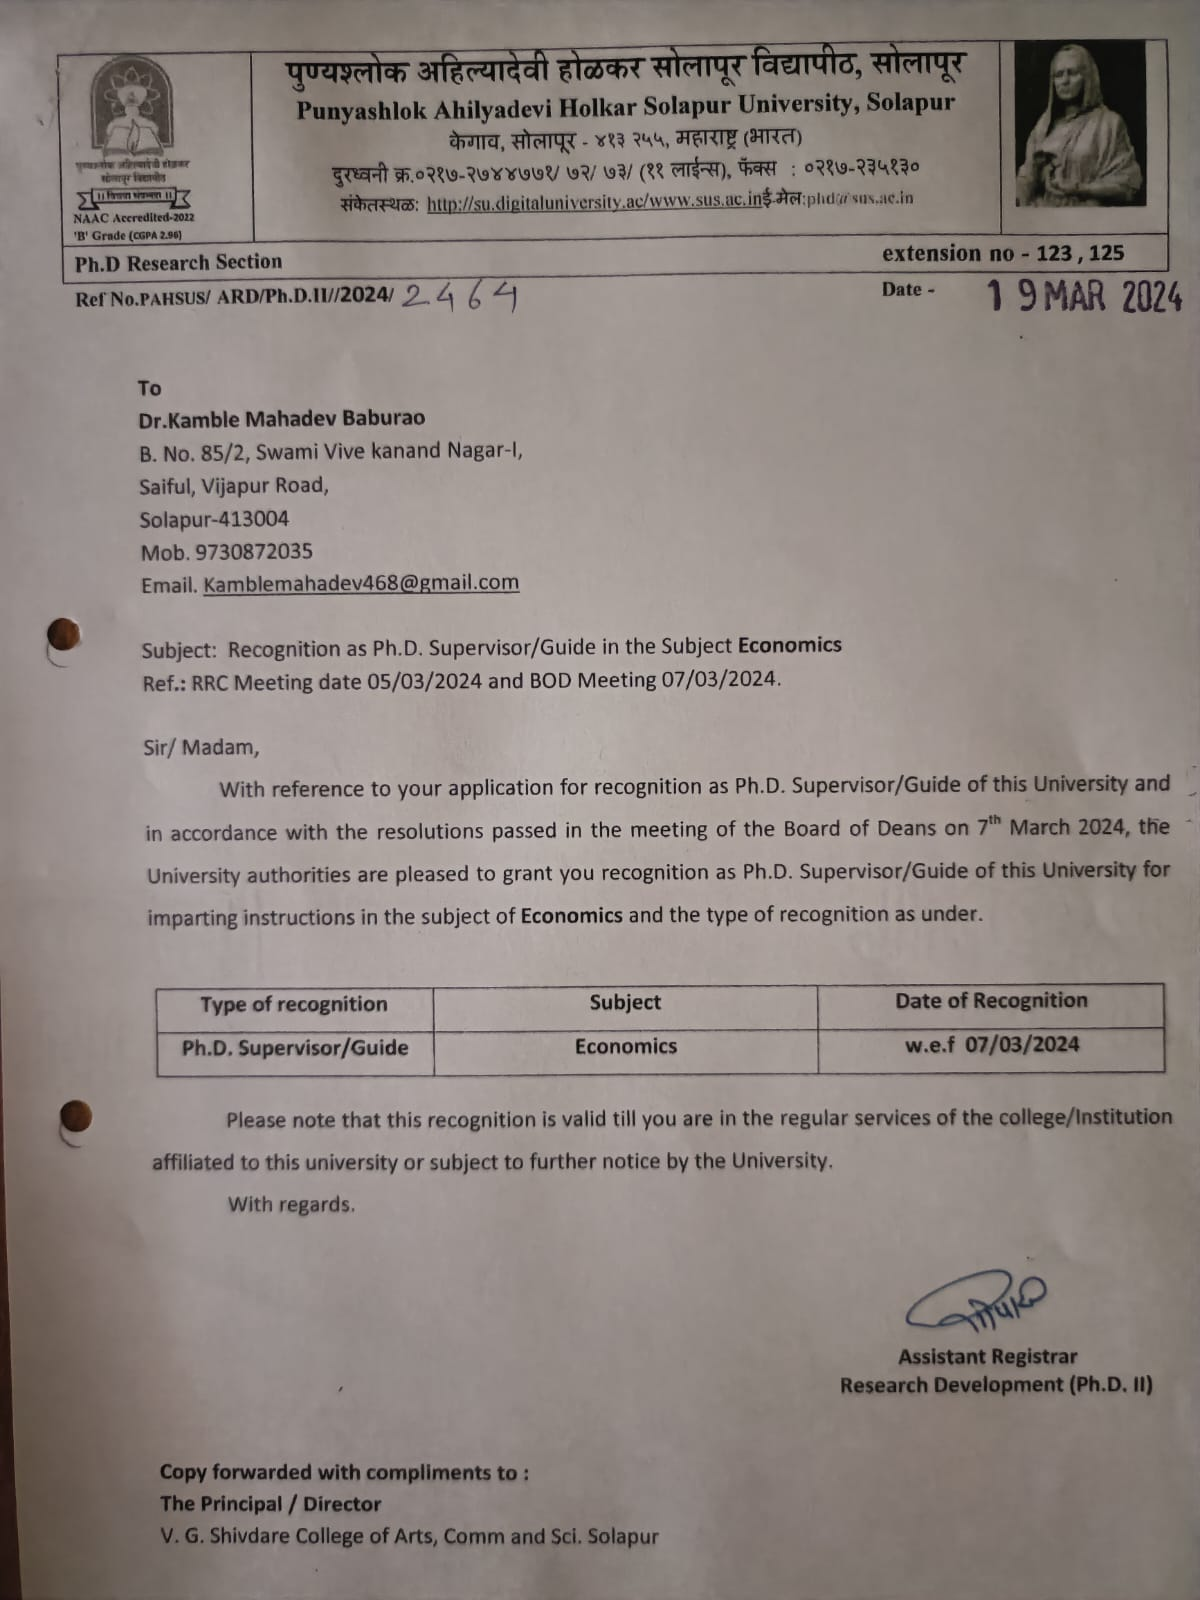 पुण्यश्लोक अहिल्यादेवी होळकर सोलापूर विद्यापीठ, सोलापूर
Punyashlok Ahilyadevi Holkar Solapur University, Solapur
केगाव, सोलापूर - ४१३ २५५, महाराष्ट्र (भारत)
दुरध्वनी क्र.०२१७-२७४४७७१/ ७२/ ७३/ (११ लाईन्स), फॅक्स : ०२१७-२३५१३०
संकेतस्थळ: http://su.digitaluniversity.ac/www.sus.ac.inई-मेल:phd@sus.ac.in
पुण्यश्लोक अहिल्यादेवी होळकर
सोलापूर विद्यापीठ
।। विद्यया संपन्नता ।।
NAAC Accredited-2022
'B' Grade (CGPA 2.96)
Ph.D Research Section
extension no - 123 , 125
Ref No.PAHSUS/ ARD/Ph.D.II//2024/ 2464
Date - 19 MAR 2024
To
Dr.Kamble Mahadev Baburao
B. No. 85/2, Swami Vive kanand Nagar-I,
Saiful, Vijapur Road,
Solapur-413004
Mob. 9730872035
Email. Kamblemahadev468@gmail.com
Subject: Recognition as Ph.D. Supervisor/Guide in the Subject Economics
Ref.: RRC Meeting date 05/03/2024 and BOD Meeting 07/03/2024.
Sir/ Madam,
With reference to your application for recognition as Ph.D. Supervisor/Guide of this University and
in accordance with the resolutions passed in the meeting of the Board of Deans on 7th March 2024, the
University authorities are pleased to grant you recognition as Ph.D. Supervisor/Guide of this University for
imparting instructions in the subject of Economics and the type of recognition as under.
Type of recognition Subject Date of Recognition
Ph.D. Supervisor/Guide Economics w.e.f 07/03/2024
Please note that this recognition is valid till you are in the regular services of the college/Institution
affiliated to this university or subject to further notice by the University.
With regards.
Assistant Registrar
Research Development (Ph.D. II)
Copy forwarded with compliments to :
The Principal / Director
V. G. Shivdare College of Arts, Comm and Sci. Solapur